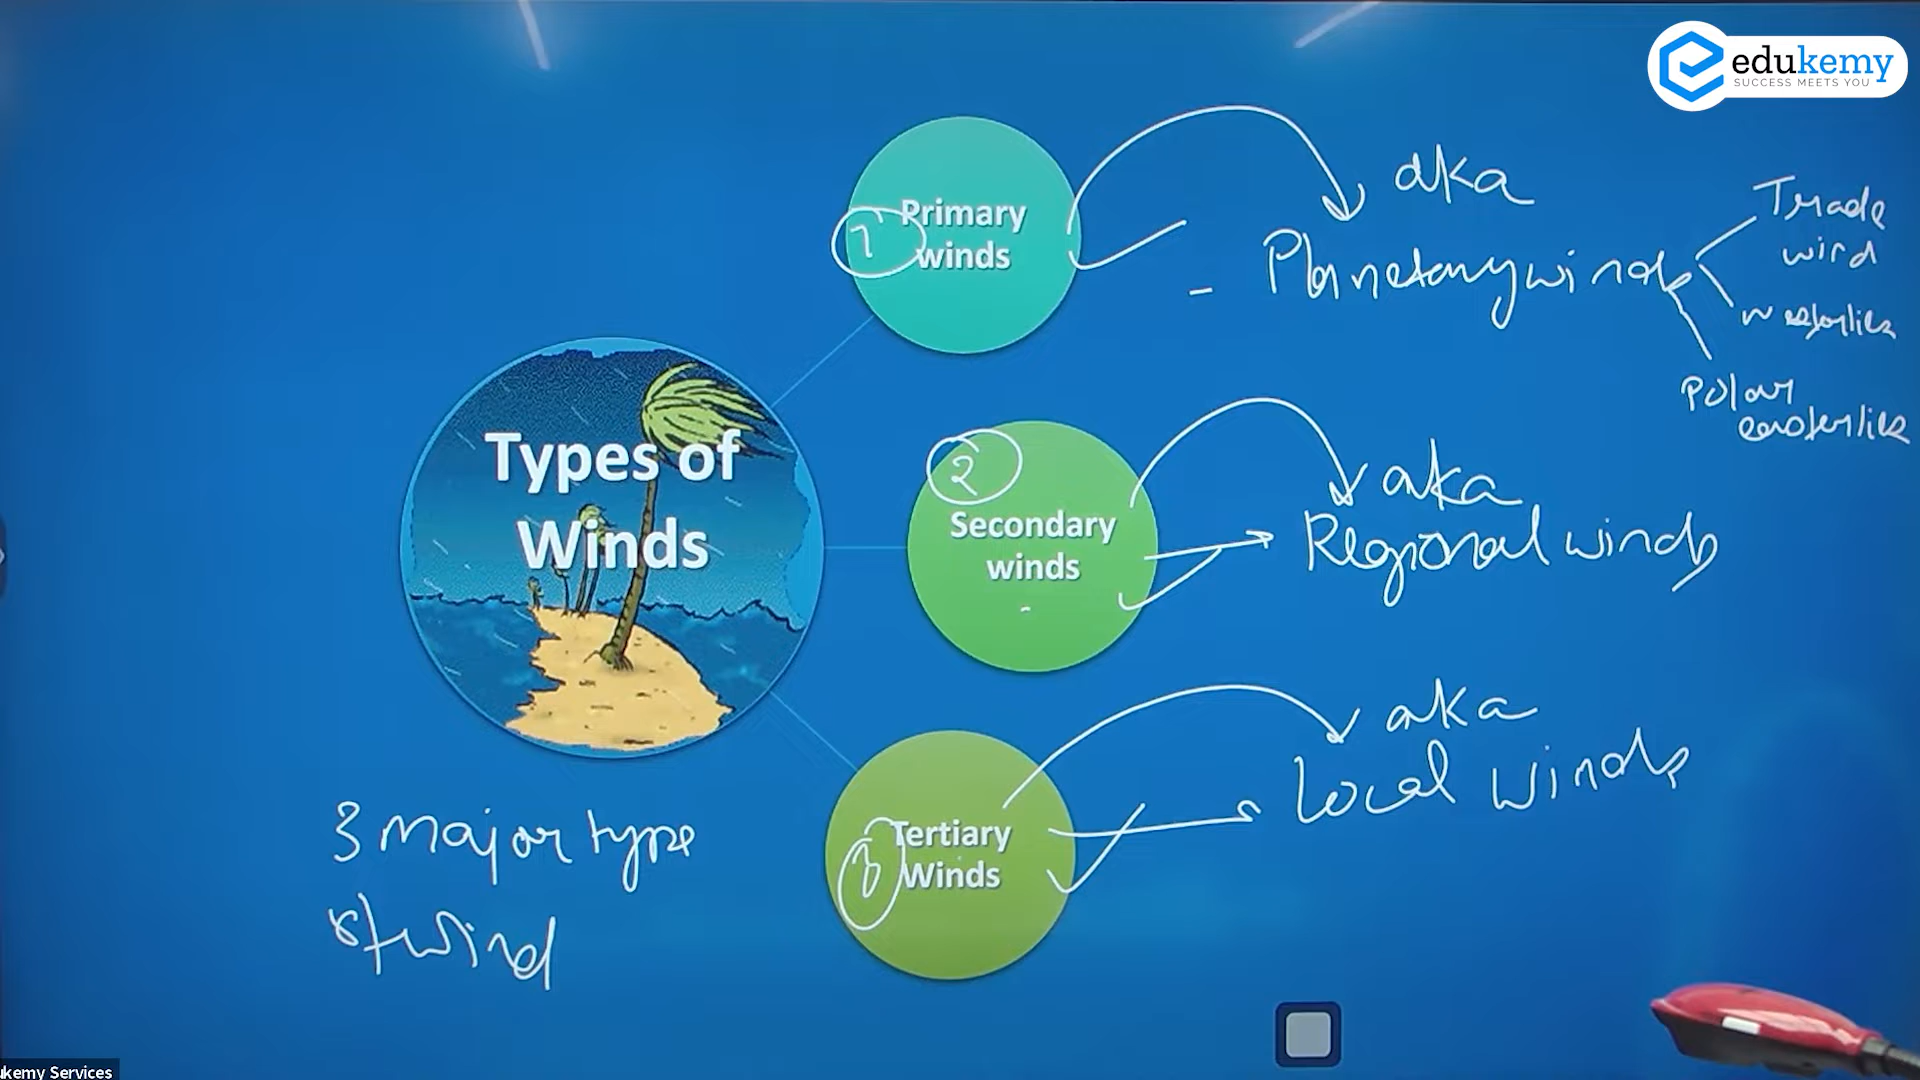 edukemy
SUCCESS MEETS YOU
Types of
Winds
1
Primary
winds
aka
Planetary winds
Trade
wind
westerlies
Polar
easterlies
2
Secondary
winds
aka
Regional winds
3
Tertiary
Winds
aka
Local winds
3 major type
of wind
kemy Services